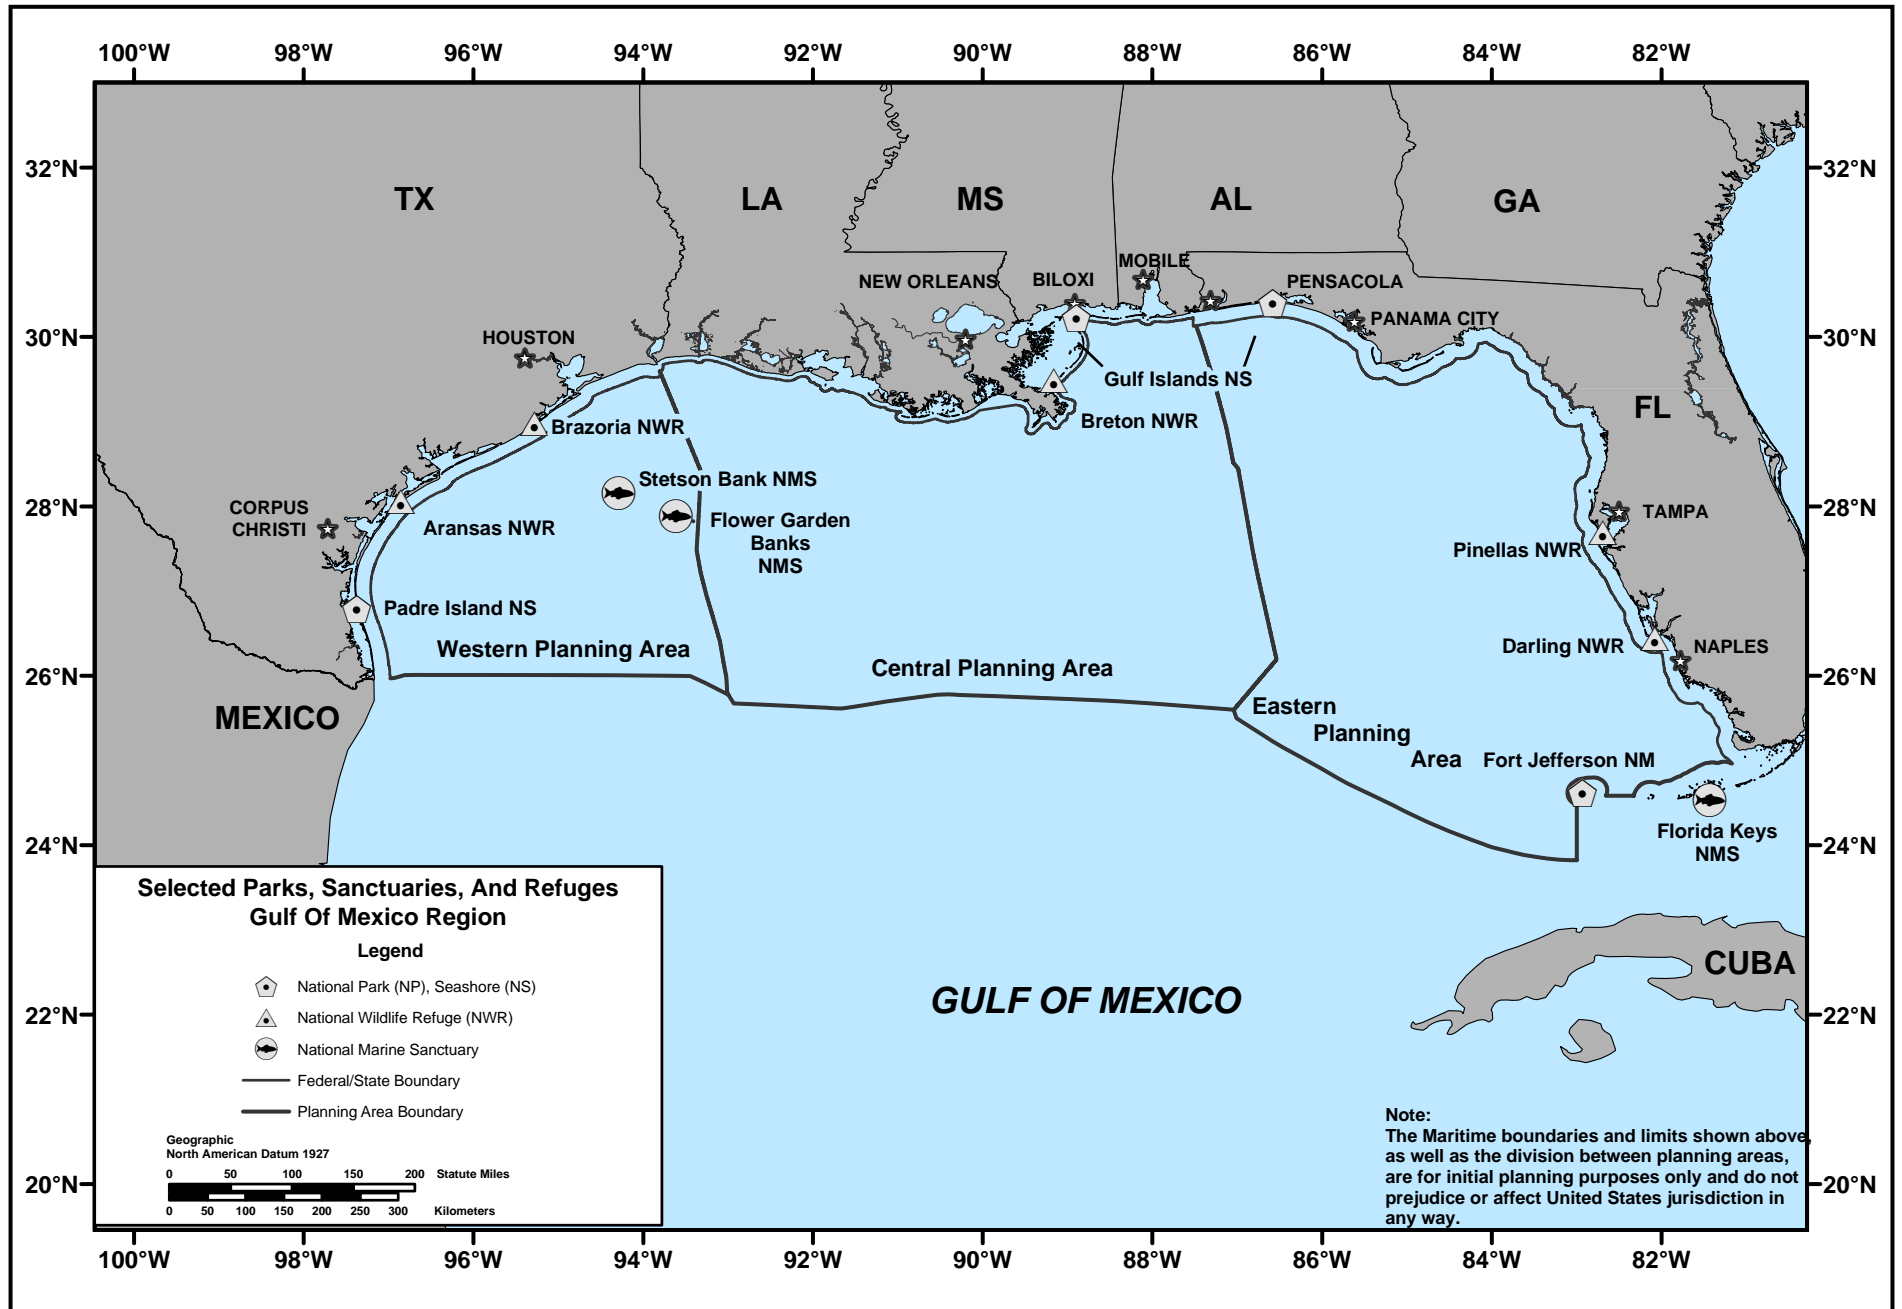 100°W 98°W 96°W 94°W 92°W 90°W 88°W 86°W 84°W 82°W
32°N 32°N
TX LA MS AL GA
MOBILE
NEW ORLEANS BILOXI PENSACOLA
PANAMA CITY
30°N 30°N
HOUSTON
Gulf Islands NS
FL
Brazoria NWR Breton NWR
Stetson Bank NMS
28°N 28°N
CORPUS
CHRISTI
Flower Garden
Banks
NMS
TAMPA
Aransas NWR
Pinellas NWR
Padre Island NS
Western Planning Area
Darling NWR NAPLES
Central Planning Area
26°N 26°N
MEXICO
Eastern
Planning
Area
Fort Jefferson NM
Florida Keys
NMS
24°N 24°N
Selected Parks, Sanctuaries, And Refuges
Gulf Of Mexico Region
Legend
National Park (NP), Seashore (NS)
National Wildlife Refuge (NWR)
National Marine Sanctuary
Federal/State Boundary
Planning Area Boundary
Geographic
North American Datum 1927
0 50 100 150 200 Statute Miles
0 50 100 150 200 250 300 Kilometers
CUBA
GULF OF MEXICO
22°N 22°N
Note:
The Maritime boundaries and limits shown above,
as well as the division between planning areas,
are for initial planning purposes only and do not
prejudice or affect United States jurisdiction in
any way.
20°N 20°N
100°W 98°W 96°W 94°W 92°W 90°W 88°W 86°W 84°W 82°W